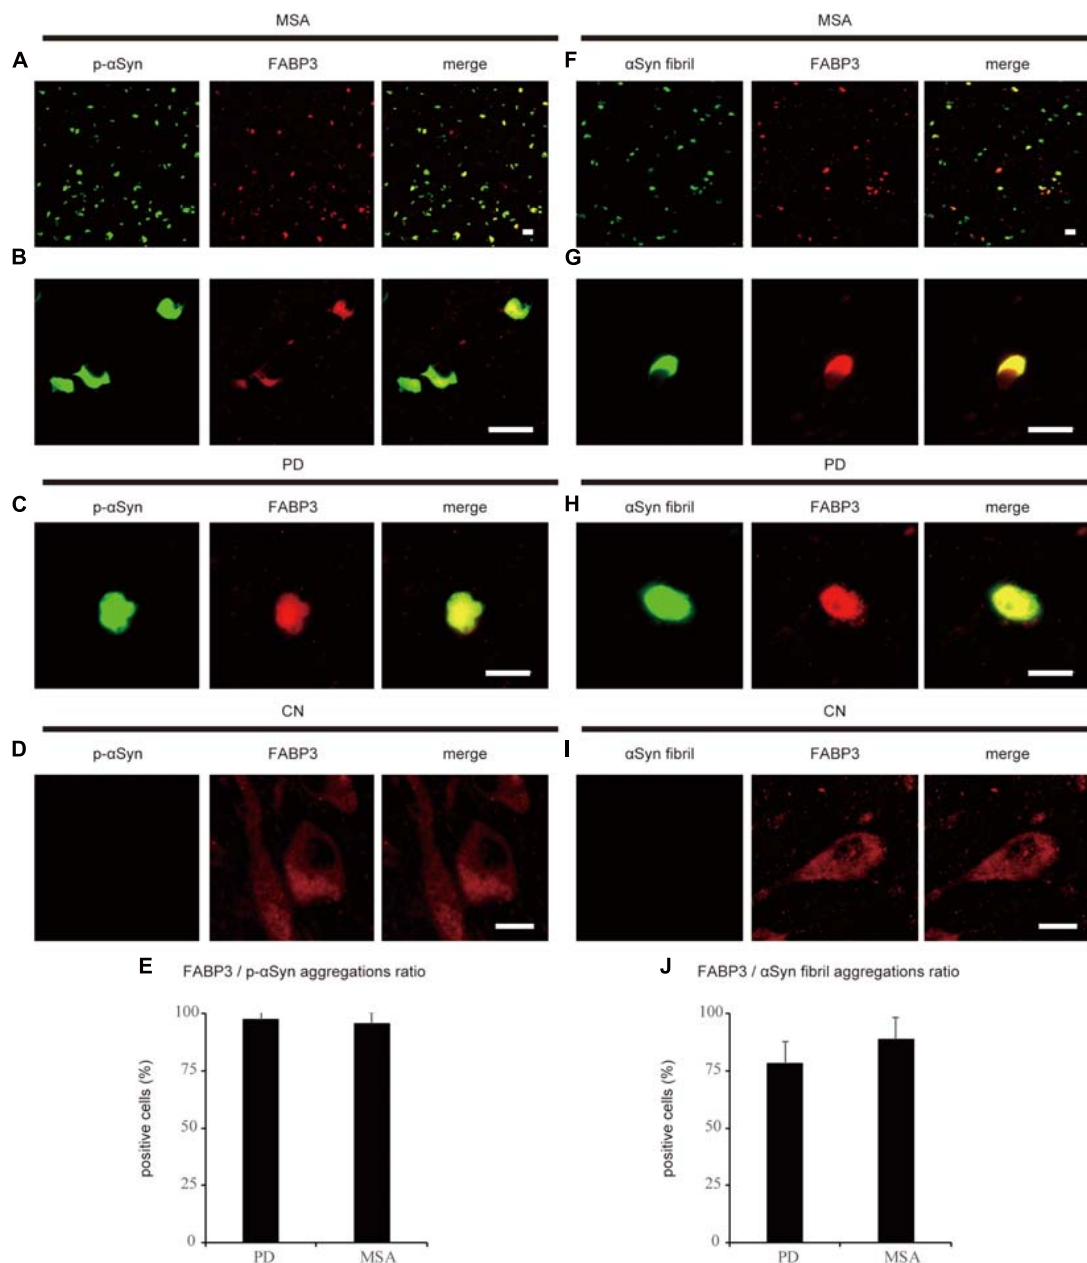 MSA
MSA
A p-αSyn FABP3 merge
F αSyn fibril FABP3 merge
B
G
PD
PD
C p-αSyn FABP3 merge
H αSyn fibril FABP3 merge
CN
CN
D p-αSyn FABP3 merge
I αSyn fibril FABP3 merge
E FABP3 / p-αSyn aggregations ratio
positive cells (%)
100
75
50
25
0
PD MSA
J FABP3 / αSyn fibril aggregations ratio
positive cells (%)
100
75
50
25
0
PD MSA